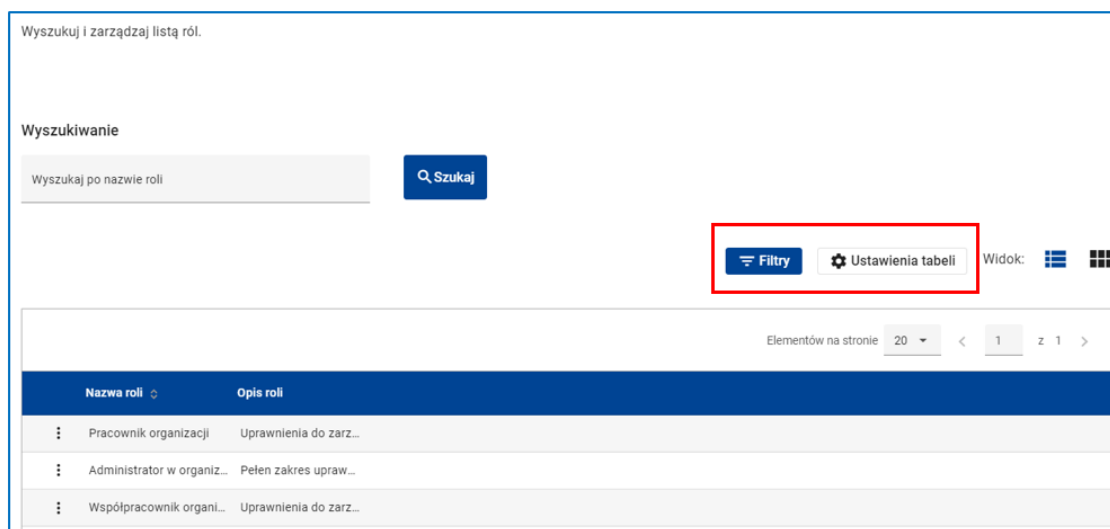 Wyszukuj i zarządzaj listą ról.
Wyszukiwanie
Wyszukaj po nazwie roli Szukaj
Filtry Ustawienia tabeli Widok:
Elementów na stronie 20 1 z 1
Nazwa roli Opis roli
Pracownik organizacji Uprawnienia do zarz...
Administrator w organiz... Pełen zakres upraw...
Współpracownik organi... Uprawnienia do zarz...